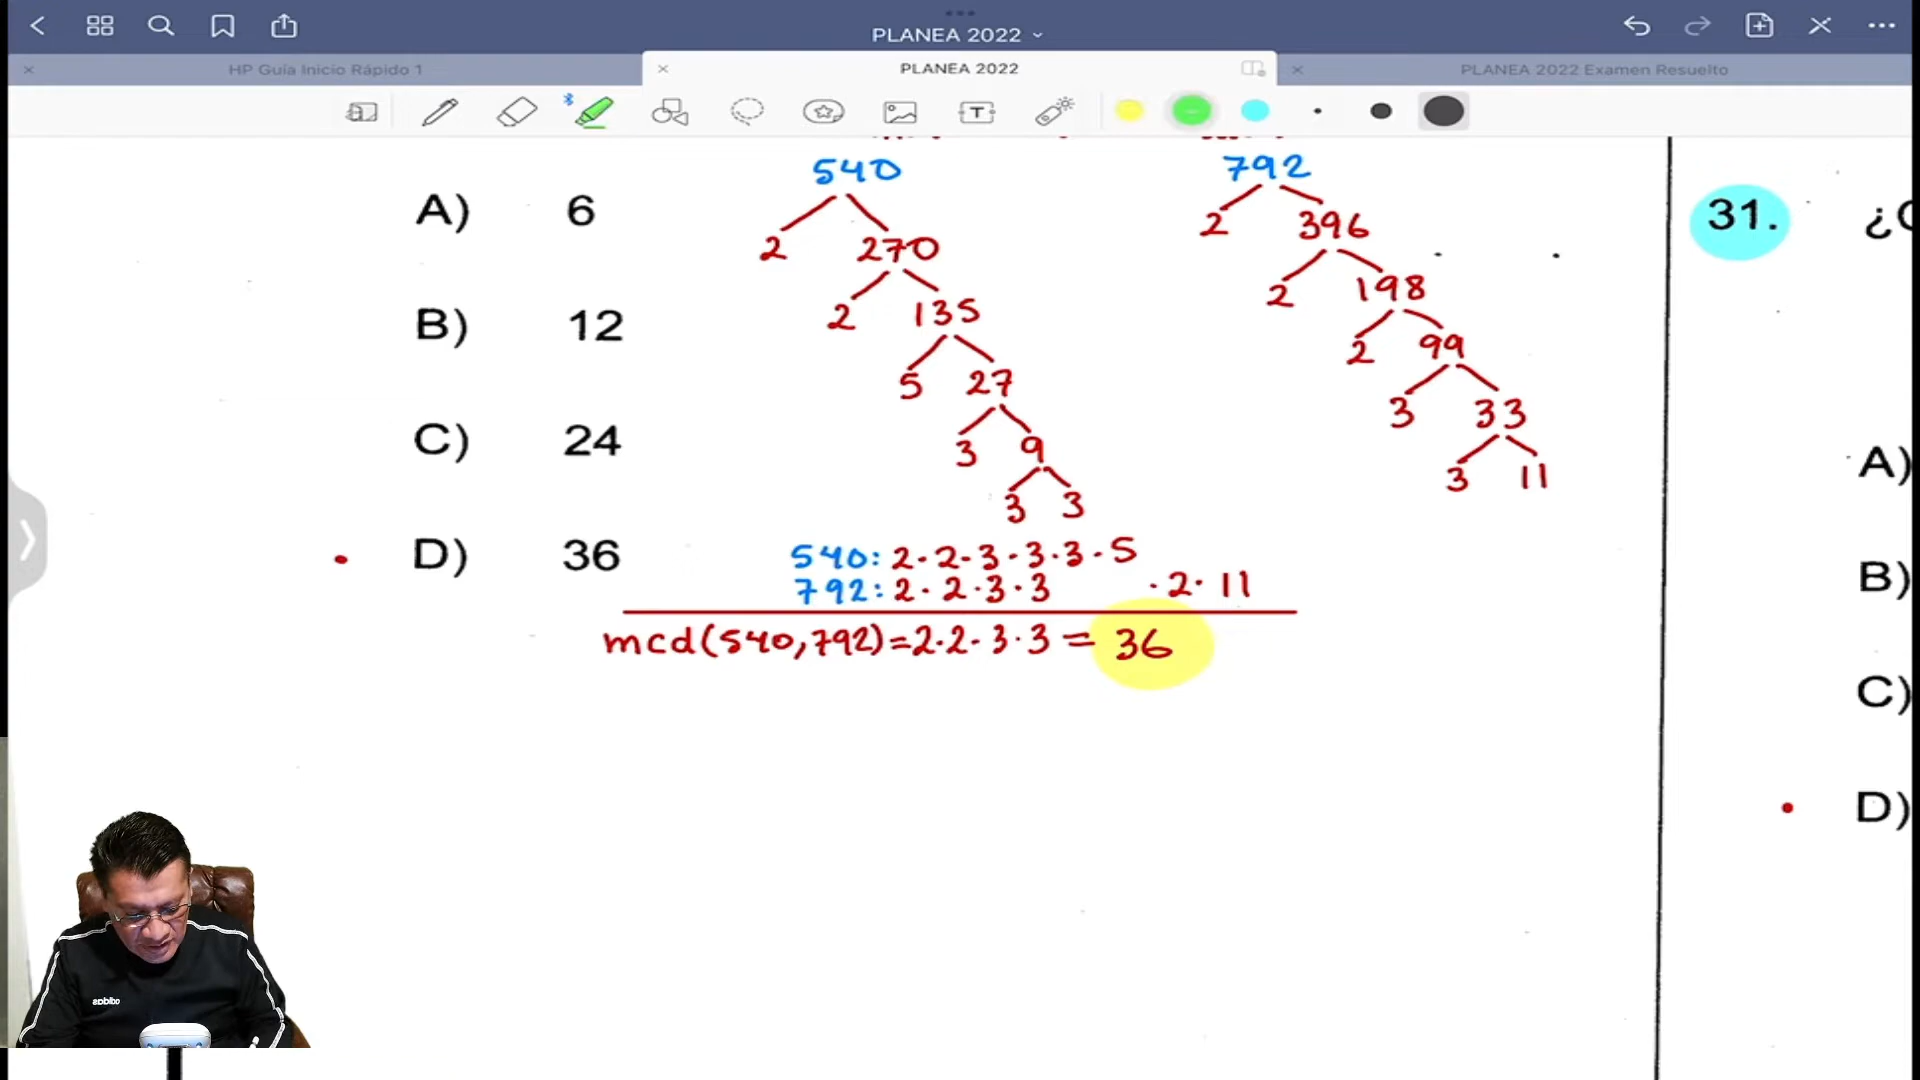 PLANEA 2022
HP Guía Inicio Rápido 1
PLANEA 2022
PLANEA 2022 Examen Resuelto
A) 6
B) 12
C) 24
D) 36
540
2 270
2 135
5 27
3 9
3 3
792
2 396
2 198
2 99
3 33
3 11
540: 2·2·3·3·3·5
792: 2·2·3·3 ·2·11
mcd(540,792)=2·2·3·3 = 36
31.
A)
B)
C)
D)
adidas